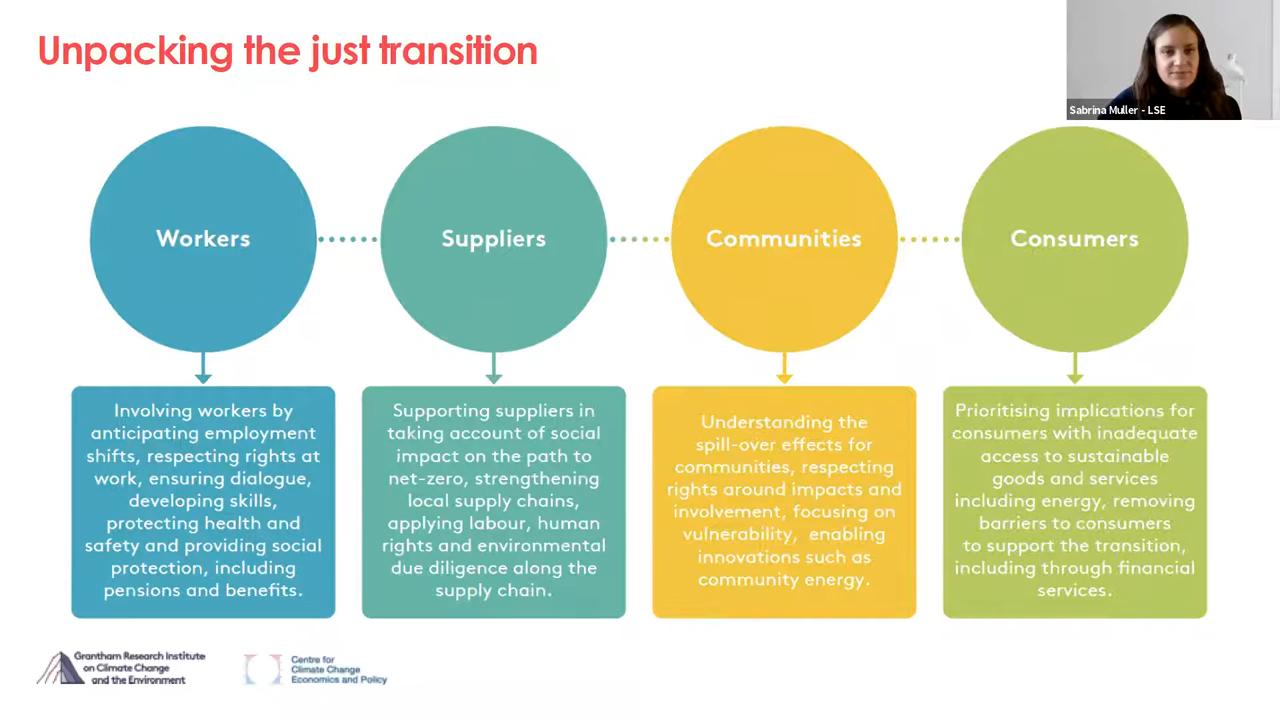 Unpacking the just transition
Sabrina Muller - LSE
Workers
Suppliers
Communities
Consumers
Involving workers by
anticipating employment
shifts, respecting rights at
work, ensuring dialogue,
developing skills,
protecting health and
safety and providing social
protection, including
pensions and benefits.
Supporting suppliers in
taking account of social
impact on the path to
net-zero, strengthening
local supply chains,
applying labour, human
rights and environmental
due diligence along the
supply chain.
Understanding the
spill-over effects for
communities, respecting
rights around impacts and
involvement, focusing on
vulnerability, enabling
innovations such as
community energy.
Prioritising implications for
consumers with inadequate
access to sustainable
goods and services
including energy, removing
barriers to consumers
to support the transition,
including through financial
services.
Grantham Research Institute
on Climate Change
and the Environment
Centre for
Climate Change
Economics and Policy